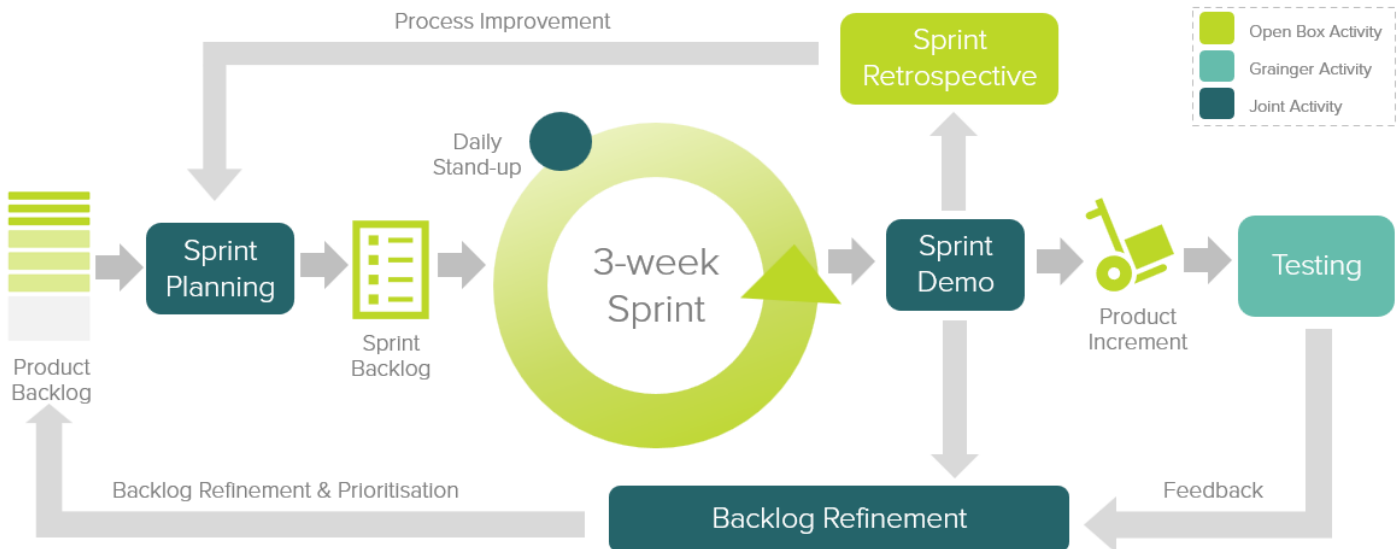 Process Improvement
Sprint
Retrospective
Open Box Activity
Grainger Activity
Joint Activity
Daily
Stand-up
Sprint
Planning
3-week
Sprint
Sprint
Demo
Testing
Product
Backlog
Sprint
Backlog
Product
Increment
Backlog Refinement & Prioritisation
Backlog Refinement
Feedback